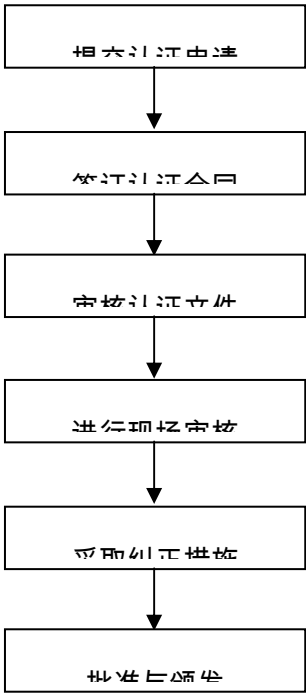 提交认证申请
签订认证合同
审核认证文件
进行现场审核
采取纠正措施
批准与颁发